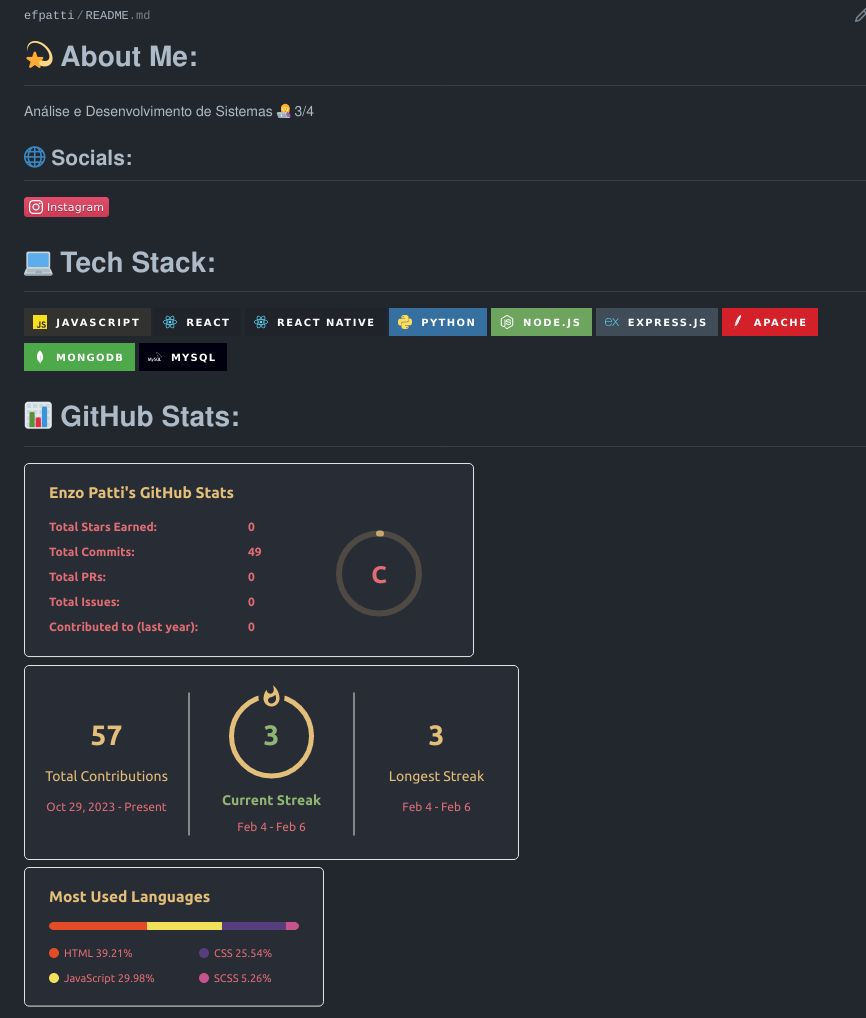 efpatti/README.md
💫 About Me:
Análise e Desenvolvimento de Sistemas 👩‍🎤 3/4
🌐 Socials:
Instagram
💻 Tech Stack:
JS JAVASCRIPT REACT REACT NATIVE PYTHON NODE.JS EX EXPRESS.JS APACHE
MONGODB MySQL MYSQL
📊 GitHub Stats:
Enzo Patti's GitHub Stats
Total Stars Earned: 0
Total Commits: 49
Total PRs: 0
Total Issues: 0
Contributed to (last year): 0
C
57 3 3
Total Contributions Current Streak Longest Streak
Oct 29, 2023 - Present Feb 4 - Feb 6 Feb 4 - Feb 6
Most Used Languages
HTML 39.21% CSS 25.54%
JavaScript 29.98% SCSS 5.26%